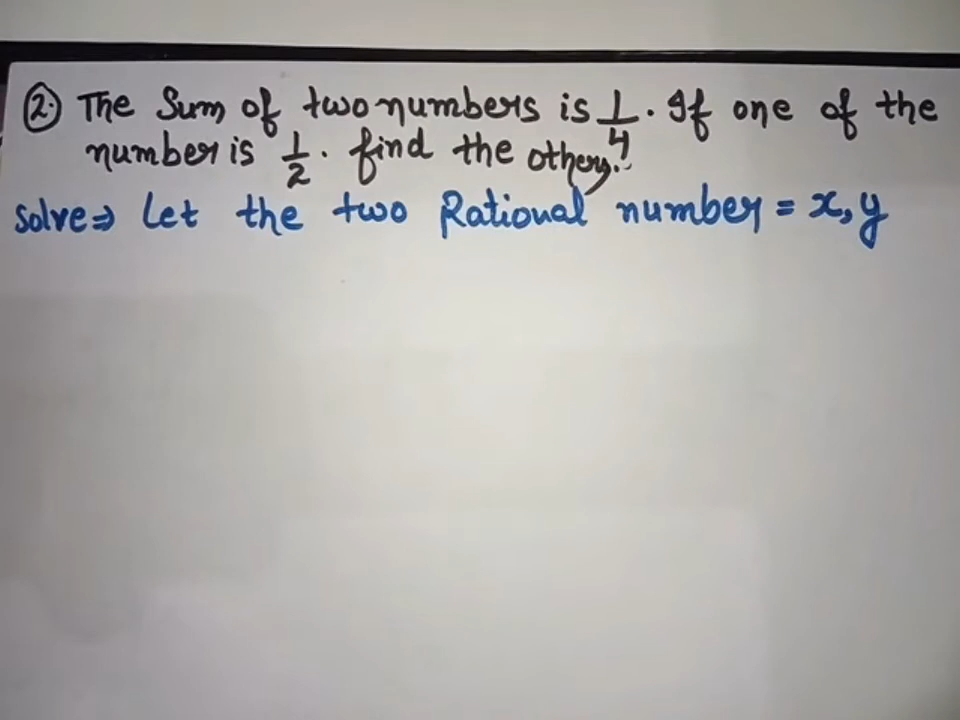 2. The Sum of two numbers is 1/4. If one of the
number is 1/2. find the other.
Solve⇒ Let the two Rational number = x, y